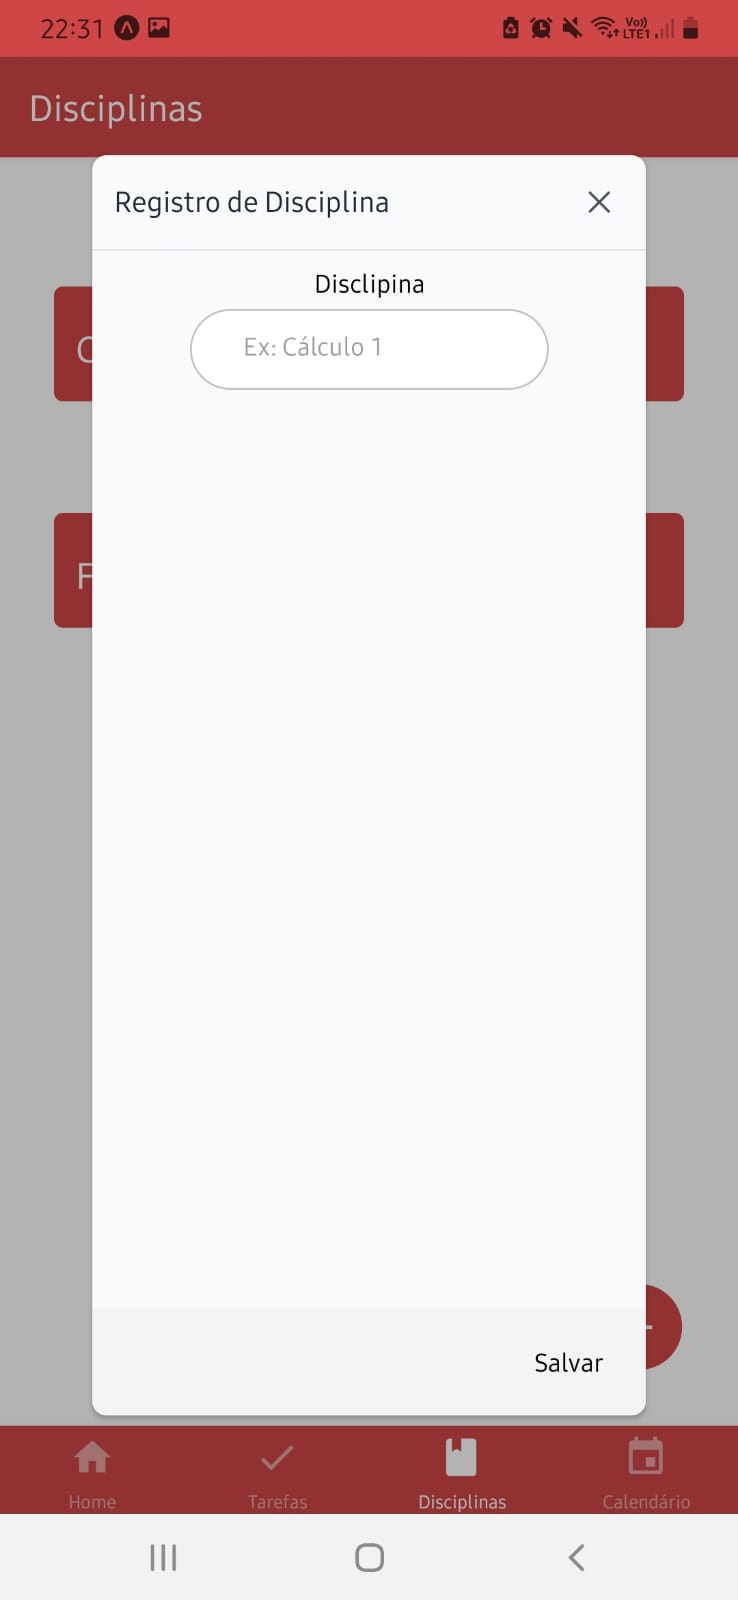 22:31
Vo))
LTE1
Disciplinas
Registro de Disciplina
Disclipina
Ex: Cálculo 1
C
F
Salvar
Home
Tarefas
Disciplinas
Calendário